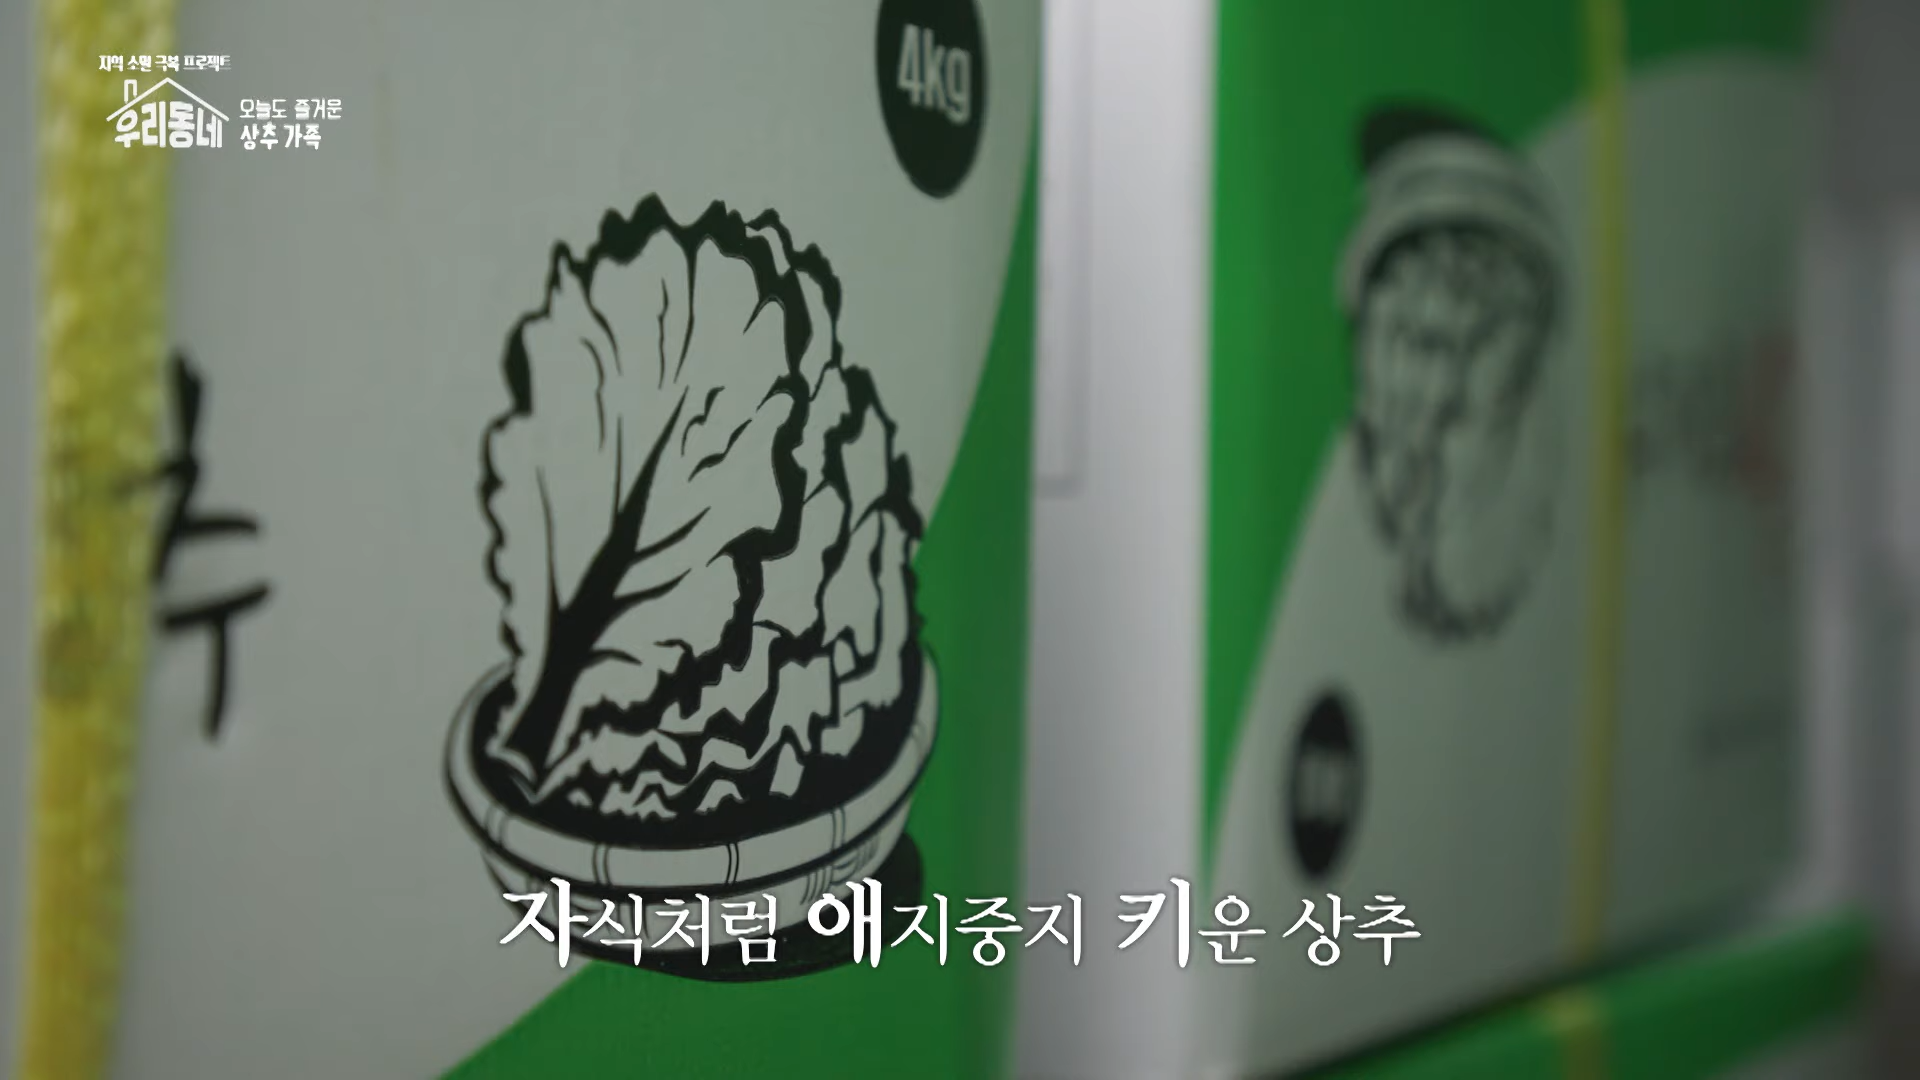 지역 소멸 극복 프로젝트
우리동네
오늘도 즐거운
상추 가족
4kg
추
자식처럼 애지중지 키운 상추